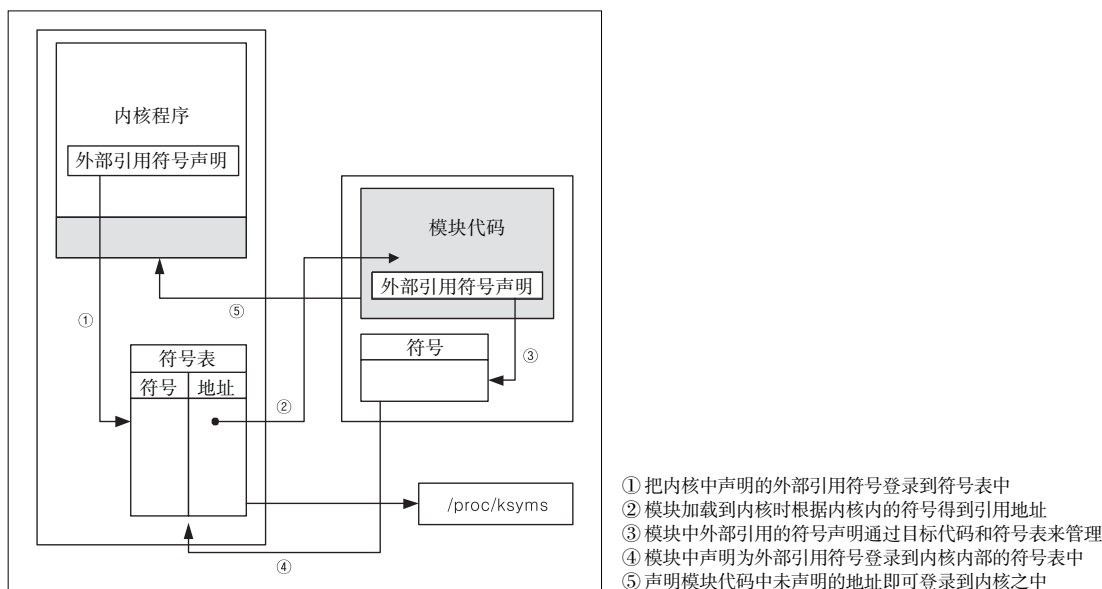 内核程序
外部引用符号声明
模块代码
外部引用符号声明
⑤
①
符号
③
符号表
符号 地址
②
/proc/ksyms
④
① 把内核中声明的外部引用符号登录到符号表中
② 模块加载到内核时根据内核内的符号得到引用地址
③ 模块中外部引用的符号声明通过目标代码和符号表来管理
④ 模块中声明为外部引用符号登录到内核内部的符号表中
⑤ 声明模块代码中未声明的地址即可登录到内核之中